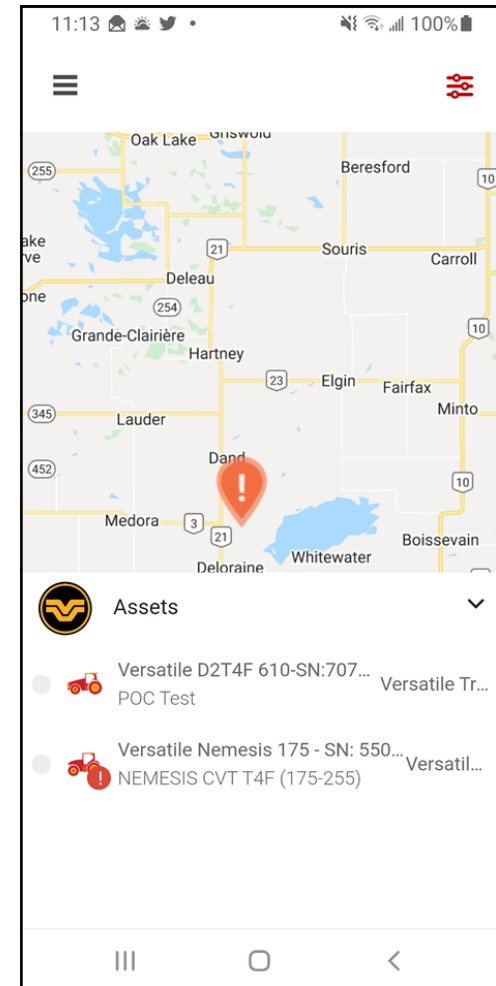 11:13 100%
Oak Lake Griswold
255
Beresford
10
ake
ve
21
Souris
Carroll
Deleau
one
254
10
Grande-Clairière
Hartney
23
Elgin
Fairfax
345
Minto
Lauder
Dand
452
!
10
Medora
3
21
Boissevain
Whitewater
Deloraine
Assets
Versatile D2T4F 610-SN:707... Versatile Tr...
POC Test
Versatile Nemesis 175 - SN: 550... Versatil...
! NEMESIS CVT T4F (175-255)